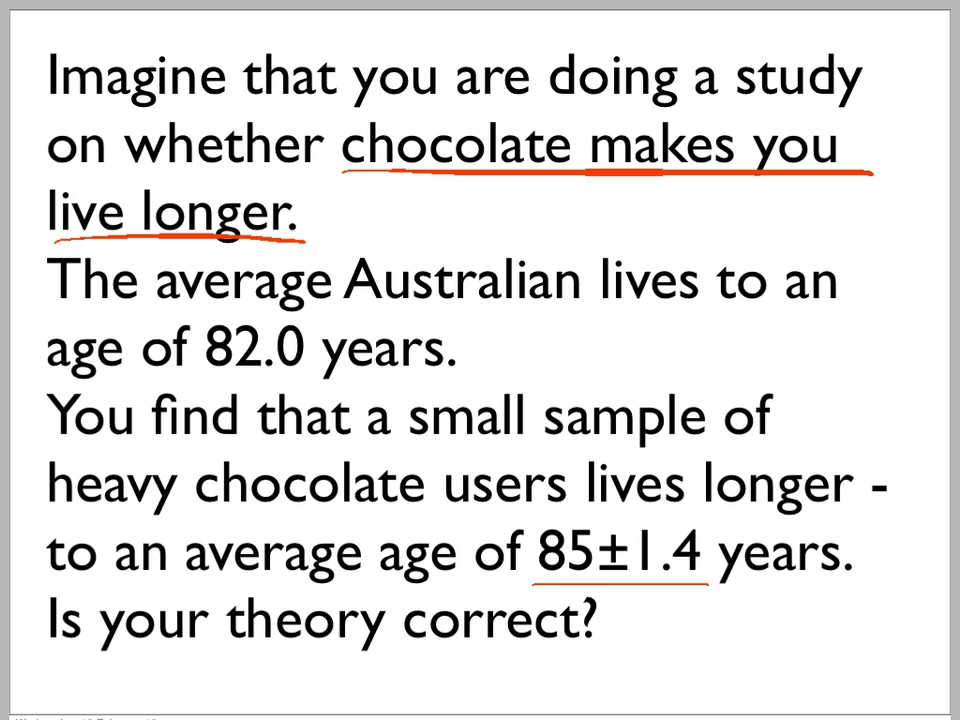 Imagine that you are doing a study
on whether chocolate makes you
live longer.
The average Australian lives to an
age of 82.0 years.
You find that a small sample of
heavy chocolate users lives longer -
to an average age of 85±1.4 years.
Is your theory correct?